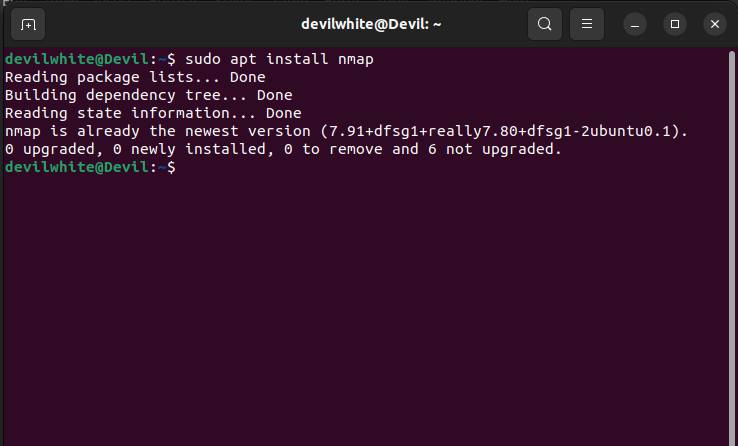 devilwhite@Devil: ~
devilwhite@Devil:~$ sudo apt install nmap
Reading package lists... Done
Building dependency tree... Done
Reading state information... Done
nmap is already the newest version (7.91+dfsg1+really7.80+dfsg1-2ubuntu0.1).
0 upgraded, 0 newly installed, 0 to remove and 6 not upgraded.
devilwhite@Devil:~$